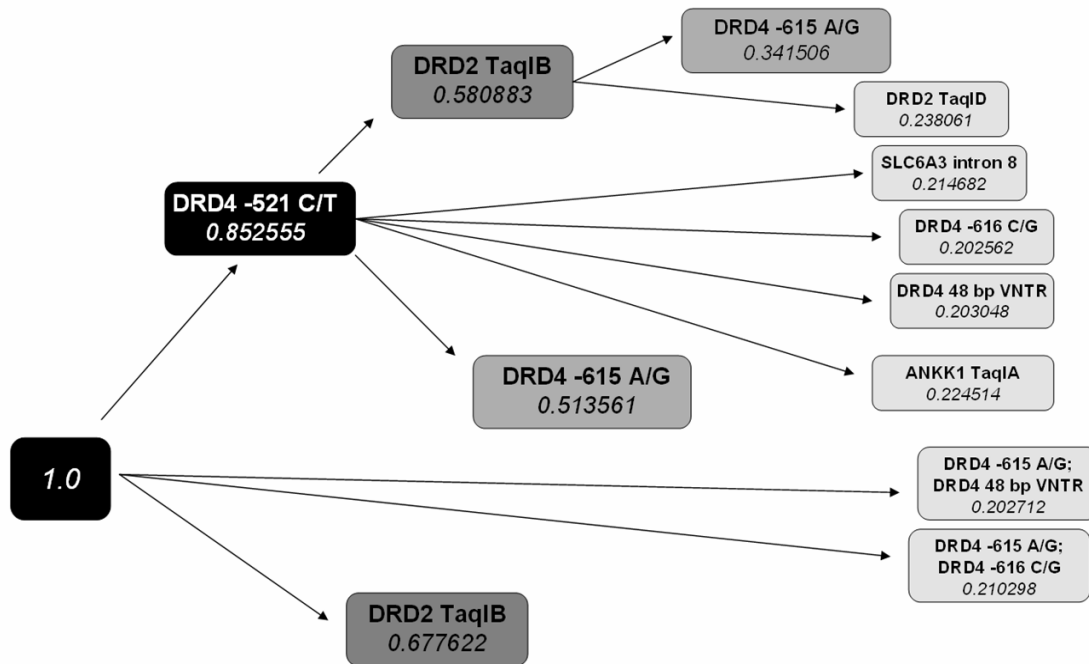 DRD4 -615 A/G
0.341506
DRD2 TaqIB
0.580883
DRD2 TaqID
0.238061
SLC6A3 intron 8
0.214682
DRD4 -521 C/T
0.852555
DRD4 -616 C/G
0.202562
DRD4 48 bp VNTR
0.203048
DRD4 -615 A/G
0.513561
ANKK1 TaqIA
0.224514
1.0
DRD4 -615 A/G;
DRD4 48 bp VNTR
0.202712
DRD4 -615 A/G;
DRD4 -616 C/G
0.210298
DRD2 TaqIB
0.677622